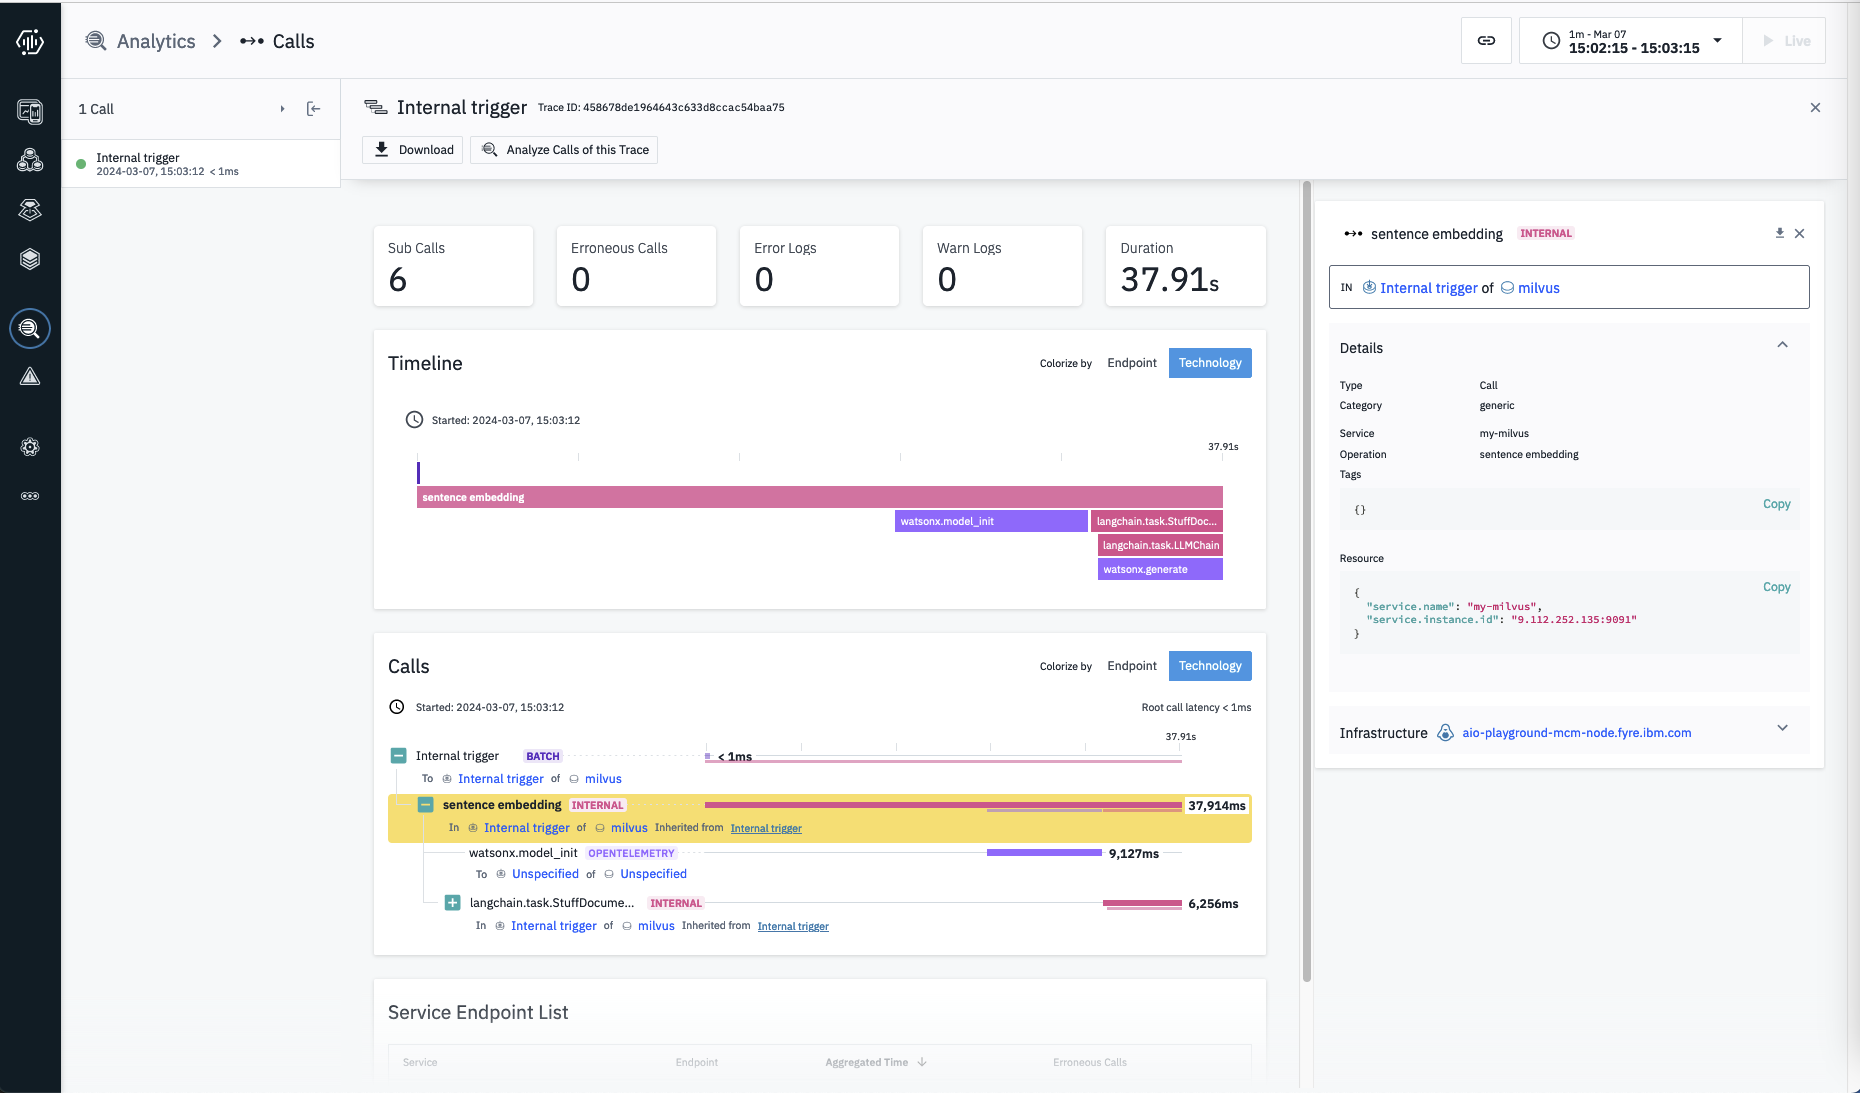 Analytics > Calls
1m - Mar 07
15:02:15 - 15:03:15
Live
1 Call
Internal trigger
2024-03-07, 15:03:12 < 1ms
Internal trigger Trace ID: 458678de1964643c633d8ccac54baa75
Download Analyze Calls of this Trace
Sub Calls
6
Erroneous Calls
0
Error Logs
0
Warn Logs
0
Duration
37.91s
Timeline Colorize by Endpoint Technology
Started: 2024-03-07, 15:03:12
37.91s
sentence embedding
watsonx.model_init langchain.task.StuffDoc...
langchain.task.LLMChain
watsonx.generate
Calls Colorize by Endpoint Technology
Started: 2024-03-07, 15:03:12 Root call latency < 1ms
37.91s
Internal trigger BATCH < 1ms
To Internal trigger of milvus
sentence embedding INTERNAL 37,914ms
In Internal trigger of milvus Inherited from Internal trigger
watsonx.model_init OPENTELEMETRY 9,127ms
To Unspecified of Unspecified
langchain.task.StuffDocume... INTERNAL 6,256ms
In Internal trigger of milvus Inherited from Internal trigger
Service Endpoint List
Service Endpoint Aggregated Time Erroneous Calls
sentence embedding INTERNAL
IN Internal trigger of milvus
Details
Type Call
Category generic
Service my-milvus
Operation sentence embedding
Tags
Copy
{}
Resource
Copy
{
"service.name": "my-milvus",
"service.instance.id": "9.112.252.135:9091"
}
Infrastructure aio-playground-mcm-node.fyre.ibm.com